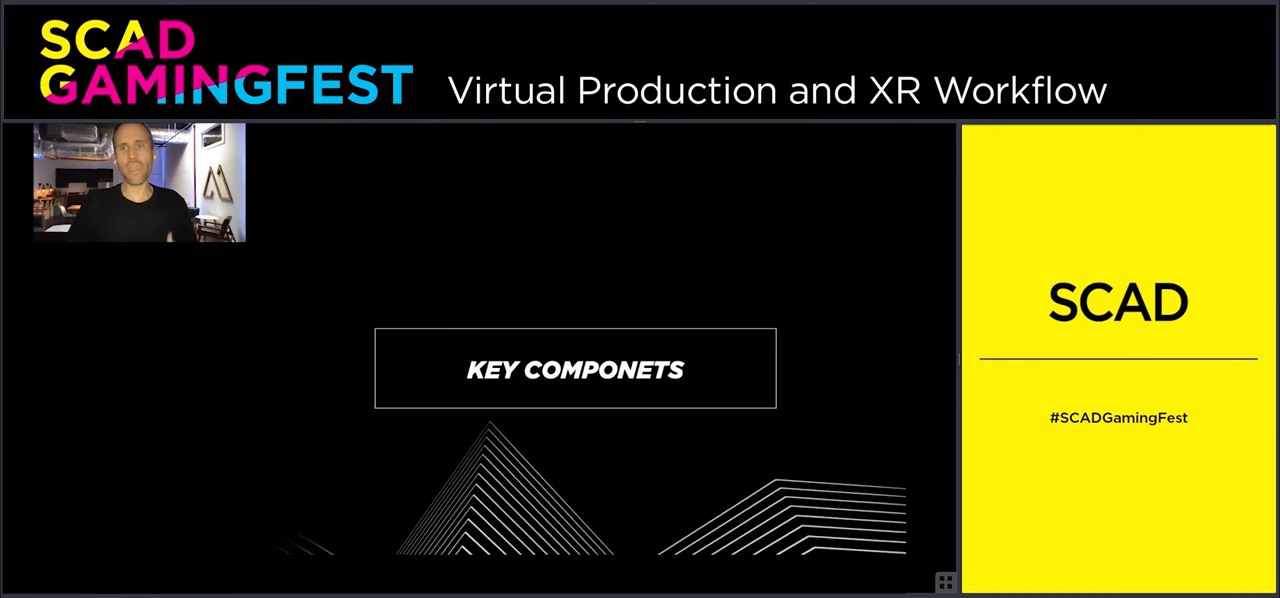 SCAD
GAMINGFEST
Virtual Production and XR Workflow
KEY COMPONETS
SCAD
#SCADGamingFest